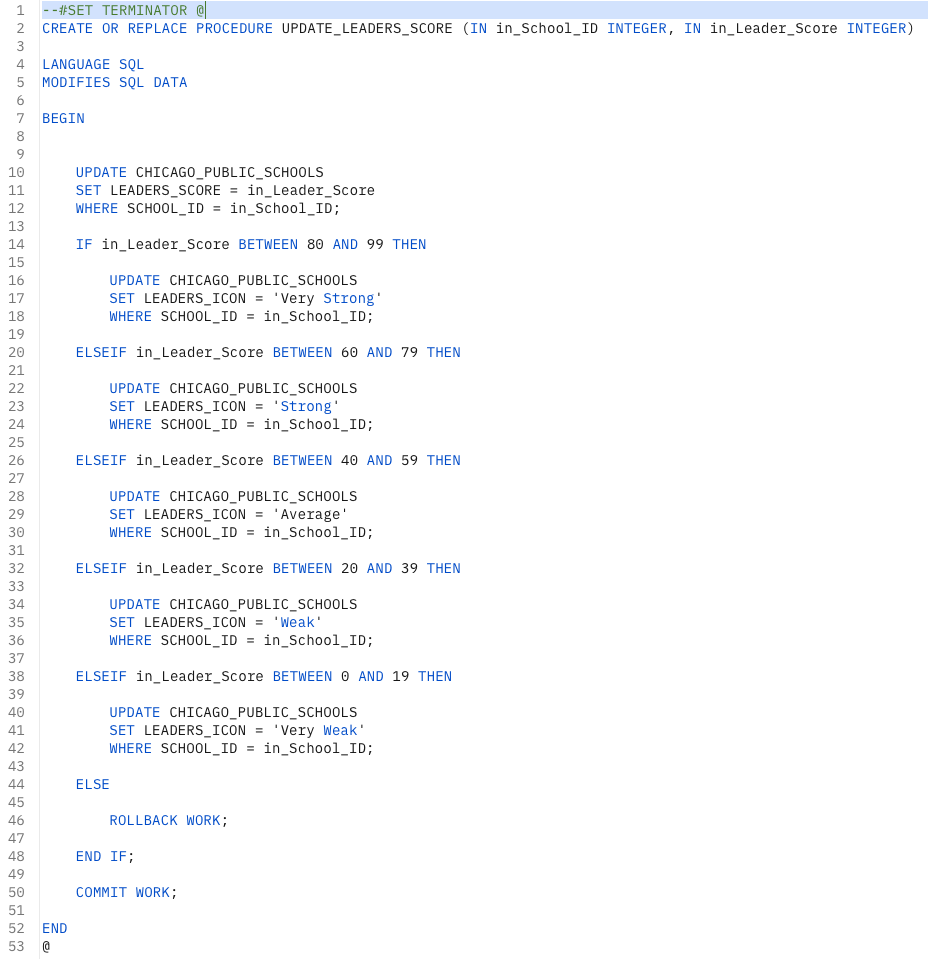 1 --#SET TERMINATOR @
2 CREATE OR REPLACE PROCEDURE UPDATE_LEADERS_SCORE (IN in_School_ID INTEGER, IN in_Leader_Score INTEGER)
3
4 LANGUAGE SQL
5 MODIFIES SQL DATA
6
7 BEGIN
8
9
10     UPDATE CHICAGO_PUBLIC_SCHOOLS
11     SET LEADERS_SCORE = in_Leader_Score
12     WHERE SCHOOL_ID = in_School_ID;
13
14     IF in_Leader_Score BETWEEN 80 AND 99 THEN
15
16         UPDATE CHICAGO_PUBLIC_SCHOOLS
17         SET LEADERS_ICON = 'Very Strong'
18         WHERE SCHOOL_ID = in_School_ID;
19
20     ELSEIF in_Leader_Score BETWEEN 60 AND 79 THEN
21
22         UPDATE CHICAGO_PUBLIC_SCHOOLS
23         SET LEADERS_ICON = 'Strong'
24         WHERE SCHOOL_ID = in_School_ID;
25
26     ELSEIF in_Leader_Score BETWEEN 40 AND 59 THEN
27
28         UPDATE CHICAGO_PUBLIC_SCHOOLS
29         SET LEADERS_ICON = 'Average'
30         WHERE SCHOOL_ID = in_School_ID;
31
32     ELSEIF in_Leader_Score BETWEEN 20 AND 39 THEN
33
34         UPDATE CHICAGO_PUBLIC_SCHOOLS
35         SET LEADERS_ICON = 'Weak'
36         WHERE SCHOOL_ID = in_School_ID;
37
38     ELSEIF in_Leader_Score BETWEEN 0 AND 19 THEN
39
40         UPDATE CHICAGO_PUBLIC_SCHOOLS
41         SET LEADERS_ICON = 'Very Weak'
42         WHERE SCHOOL_ID = in_School_ID;
43
44     ELSE
45
46         ROLLBACK WORK;
47
48     END IF;
49
50     COMMIT WORK;
51
52 END
53 @